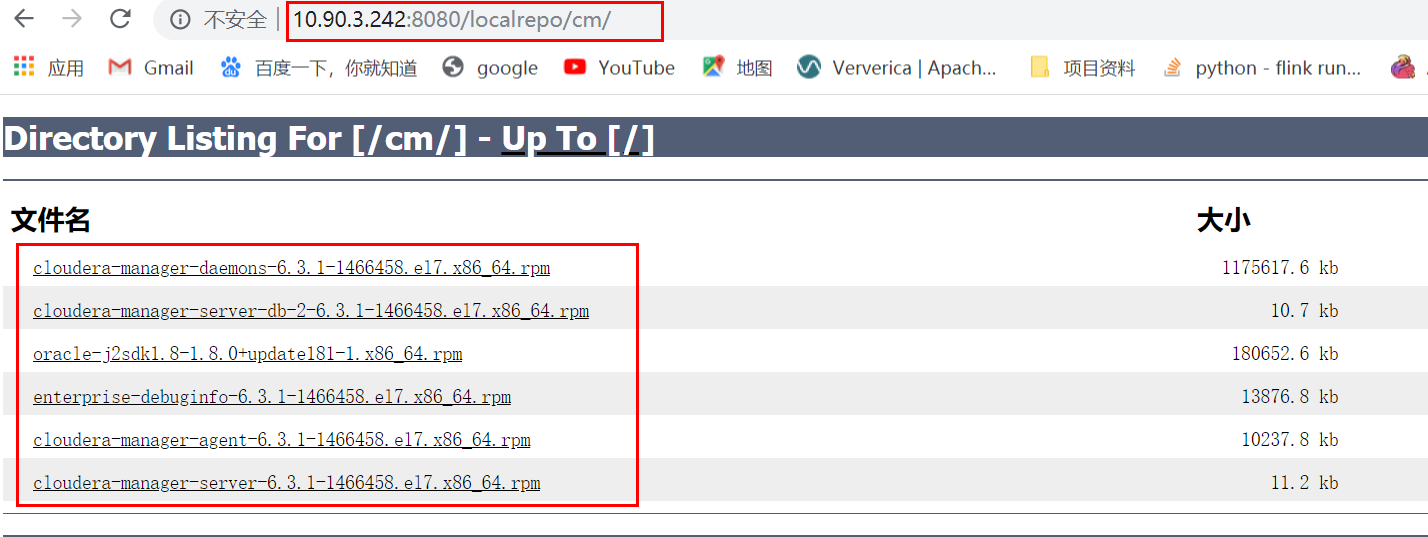 不安全 | 10.90.3.242:8080/localrepo/cm/
应用 Gmail 百度一下，你就知道 google YouTube 地图 Ververica | Apach... 项目资料 python - flink run...
Directory Listing For [/cm/] - Up To [/]
文件名 大小
cloudera-manager-daemons-6.3.1-1466458.el7.x86_64.rpm 1175617.6 kb
cloudera-manager-server-db-2-6.3.1-1466458.el7.x86_64.rpm 10.7 kb
oracle-j2sdk1.8-1.8.0+update181-1.x86_64.rpm 180652.6 kb
enterprise-debuginfo-6.3.1-1466458.el7.x86_64.rpm 13876.8 kb
cloudera-manager-agent-6.3.1-1466458.el7.x86_64.rpm 10237.8 kb
cloudera-manager-server-6.3.1-1466458.el7.x86_64.rpm 11.2 kb